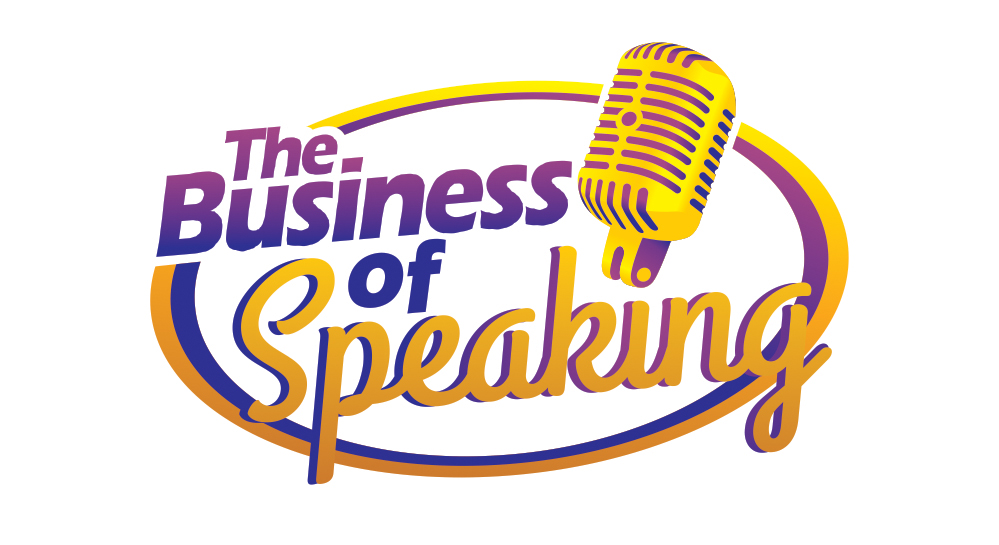 The
Business
of
Speaking